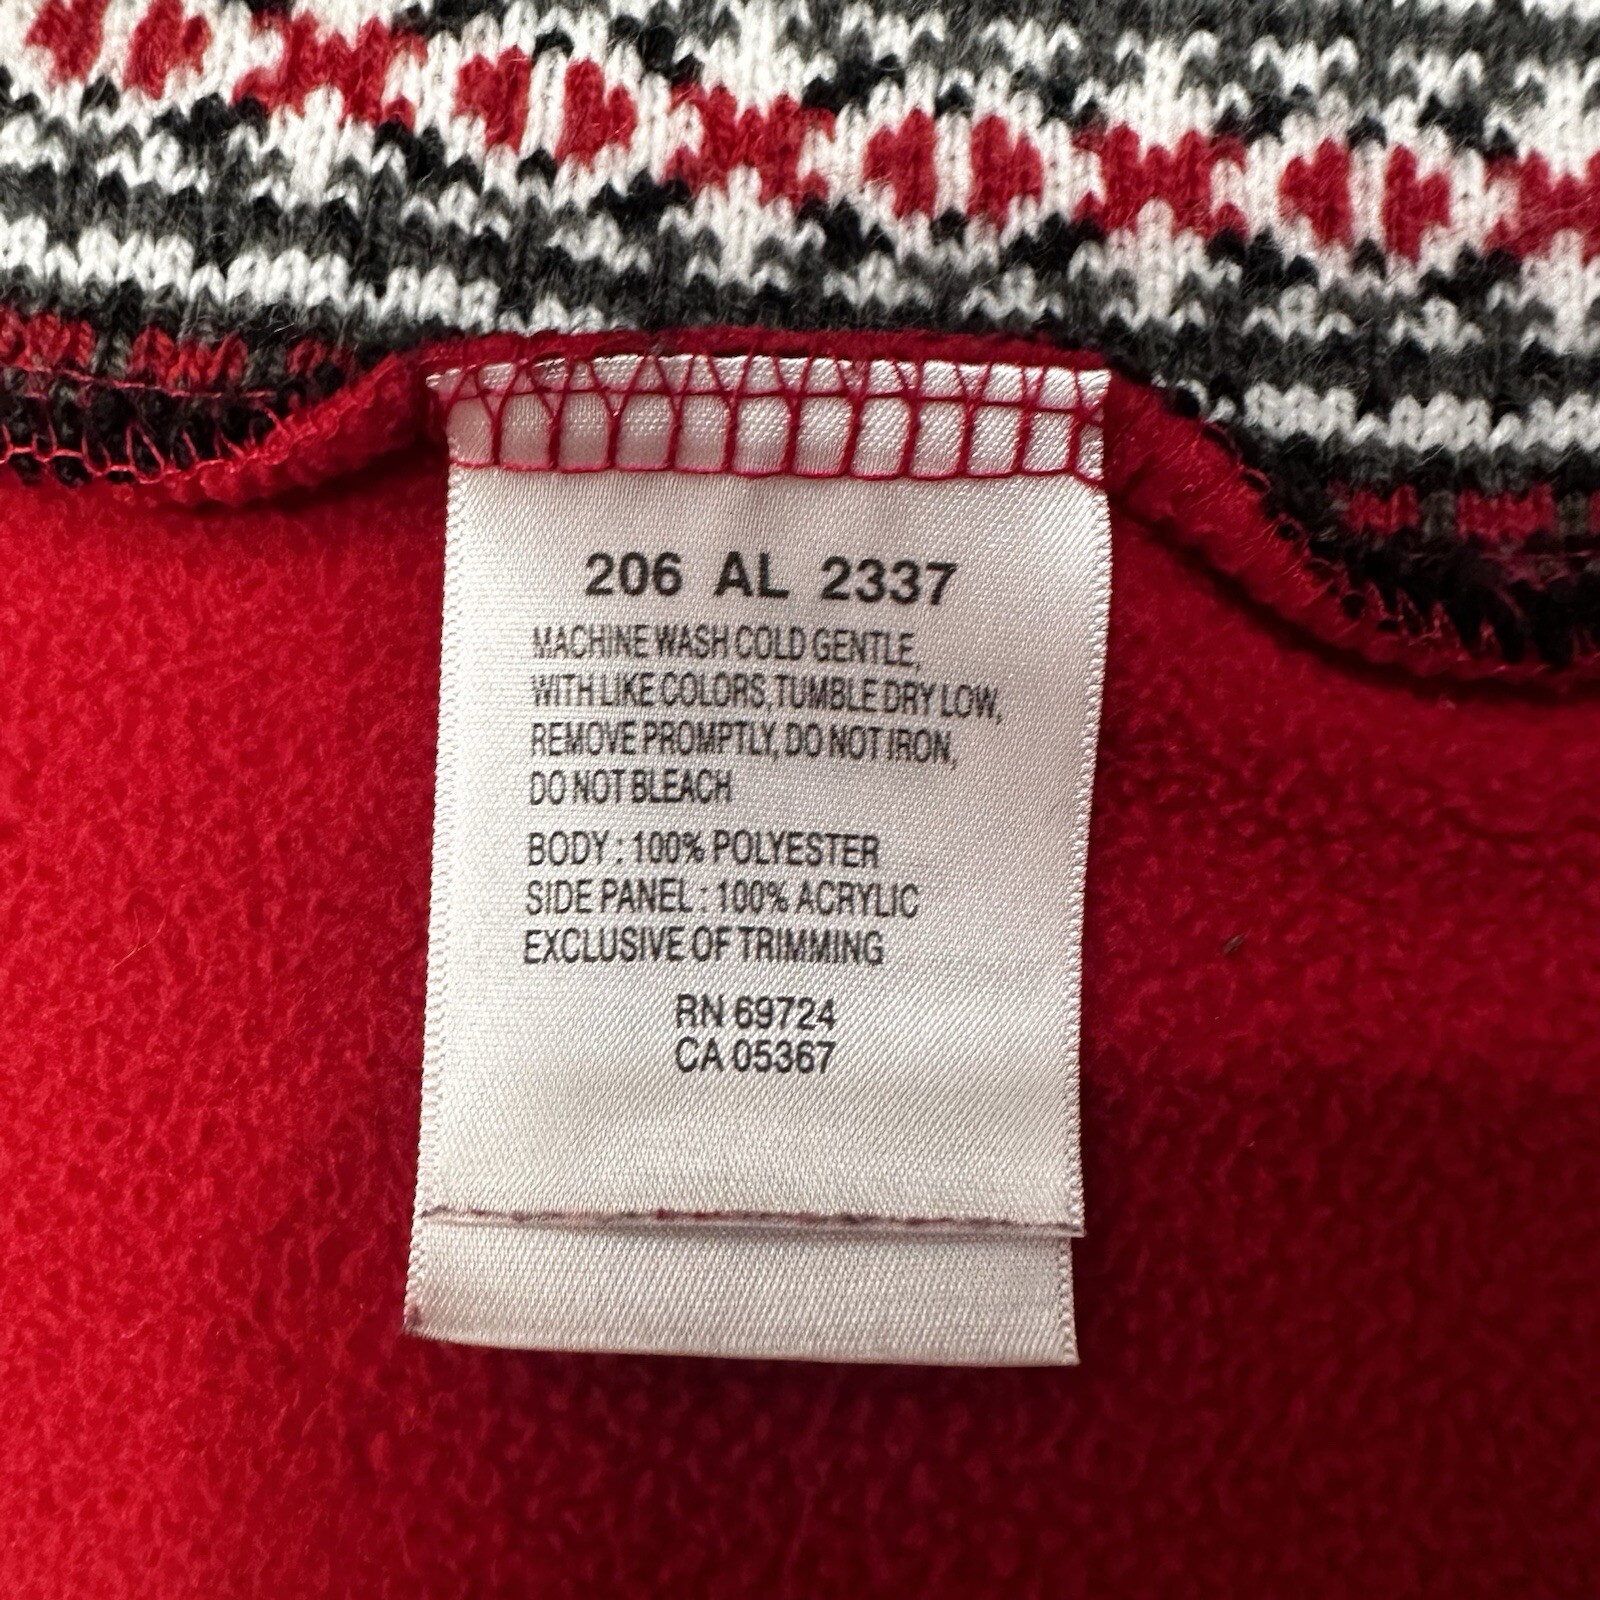 206 AL 2337
MACHINE WASH COLD GENTLE,
WITH LIKE COLORS, TUMBLE DRY LOW,
REMOVE PROMPTLY, DO NOT IRON,
DO NOT BLEACH
BODY : 100% POLYESTER
SIDE PANEL : 100% ACRYLIC
EXCLUSIVE OF TRIMMING
RN 69724
CA 05367